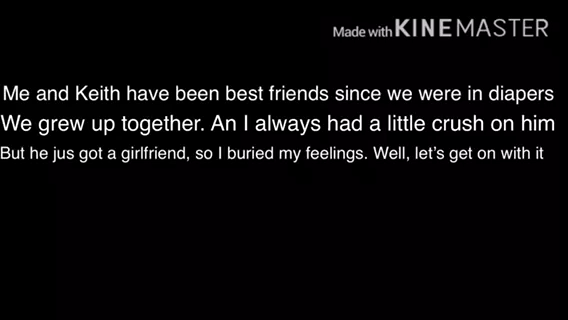 Made with KINEMASTER
Me and Keith have been best friends since we were in diapers
We grew up together. An I always had a little crush on him
But he jus got a girlfriend, so I buried my feelings. Well, let’s get on with it